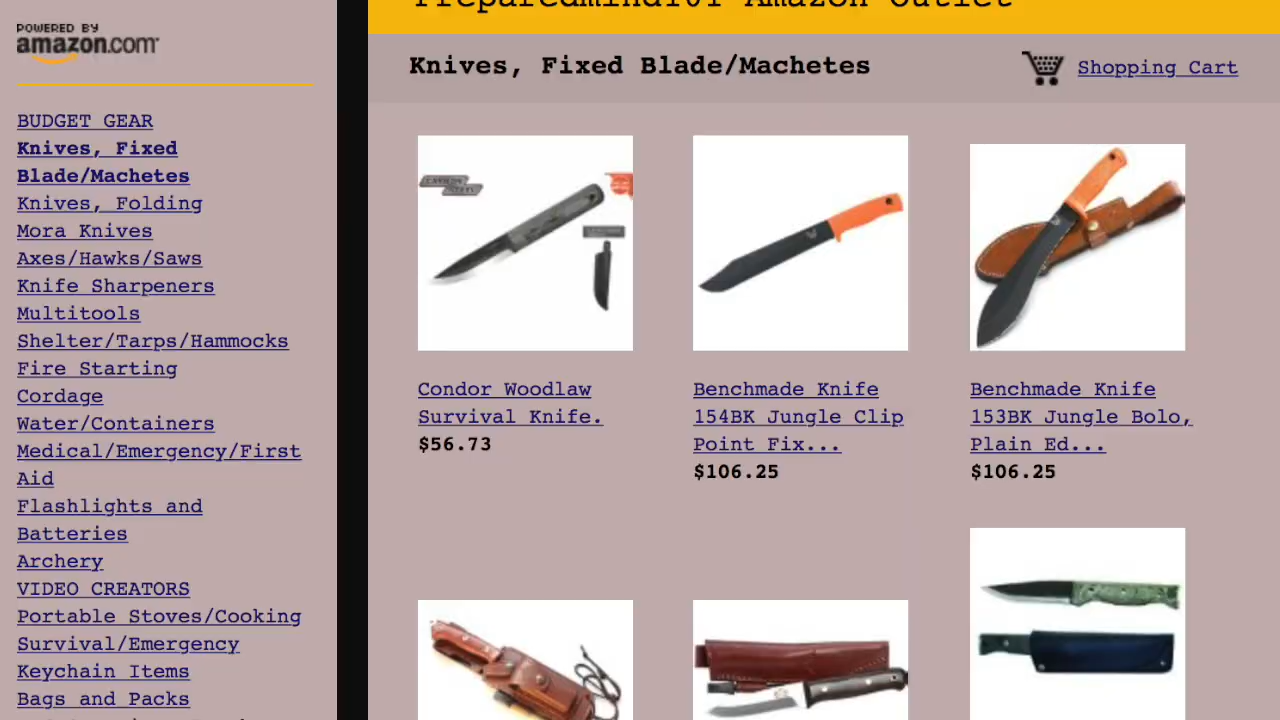 POWERED BY
amazon.com
BUDGET GEAR
Knives, Fixed
Blade/Machetes
Knives, Folding
Mora Knives
Axes/Hawks/Saws
Knife Sharpeners
Multitools
Shelter/Tarps/Hammocks
Fire Starting
Cordage
Water/Containers
Medical/Emergency/First
Aid
Flashlights and
Batteries
Archery
VIDEO CREATORS
Portable Stoves/Cooking
Survival/Emergency
Keychain Items
Bags and Packs
Preparedmind101 Amazon Outlet
Knives, Fixed Blade/Machetes
Shopping Cart
Condor Woodlaw
Survival Knife.
$56.73
Benchmade Knife
154BK Jungle Clip
Point Fix...
$106.25
Benchmade Knife
153BK Jungle Bolo,
Plain Ed...
$106.25